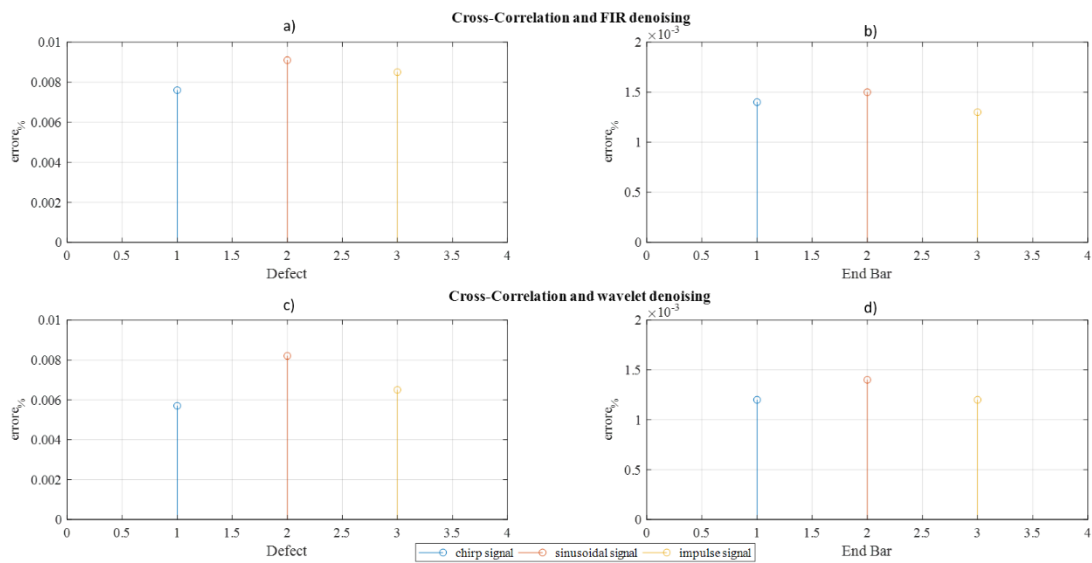 Cross-Correlation and FIR denoising
a)
0.01
0.008
0.006
0.004
0.002
0
errore%
0 0.5 1 1.5 2 2.5 3 3.5 4
Defect
b)
×10-3
2
1.5
1
0.5
0
errore%
0 0.5 1 1.5 2 2.5 3 3.5 4
End Bar
Cross-Correlation and wavelet denoising
c)
0.01
0.008
0.006
0.004
0.002
0
errore%
0 0.5 1 1.5 2 2.5 3 3.5 4
Defect
d)
×10-3
2
1.5
1
0.5
0
errore%
0 0.5 1 1.5 2 2.5 3 3.5 4
End Bar
chirp signal sinusoidal signal impulse signal